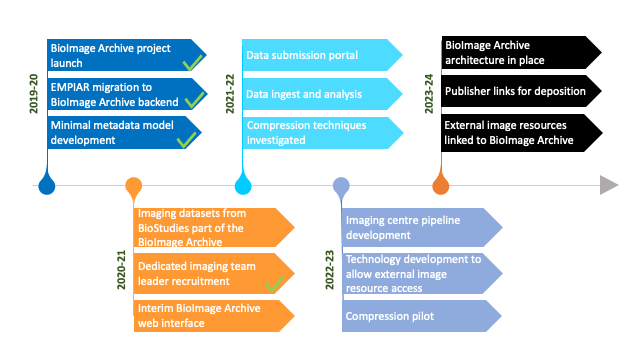 2019-20
BioImage Archive project
launch
EMPIAR migration to
BioImage Archive backend
Minimal metadata model
development
2021-22
Data submission portal
Data ingest and analysis
Compression techniques
investigated
2023-24
BioImage Archive
architecture in place
Publisher links for deposition
External image resources
linked to BioImage Archive
2020-21
Imaging datasets from
BioStudies part of the
BioImage Archive
Dedicated imaging team
leader recruitment
Interim BioImage Archive
web interface
2022-23
Imaging centre pipeline
development
Technology development to
allow external image
resource access
Compression pilot